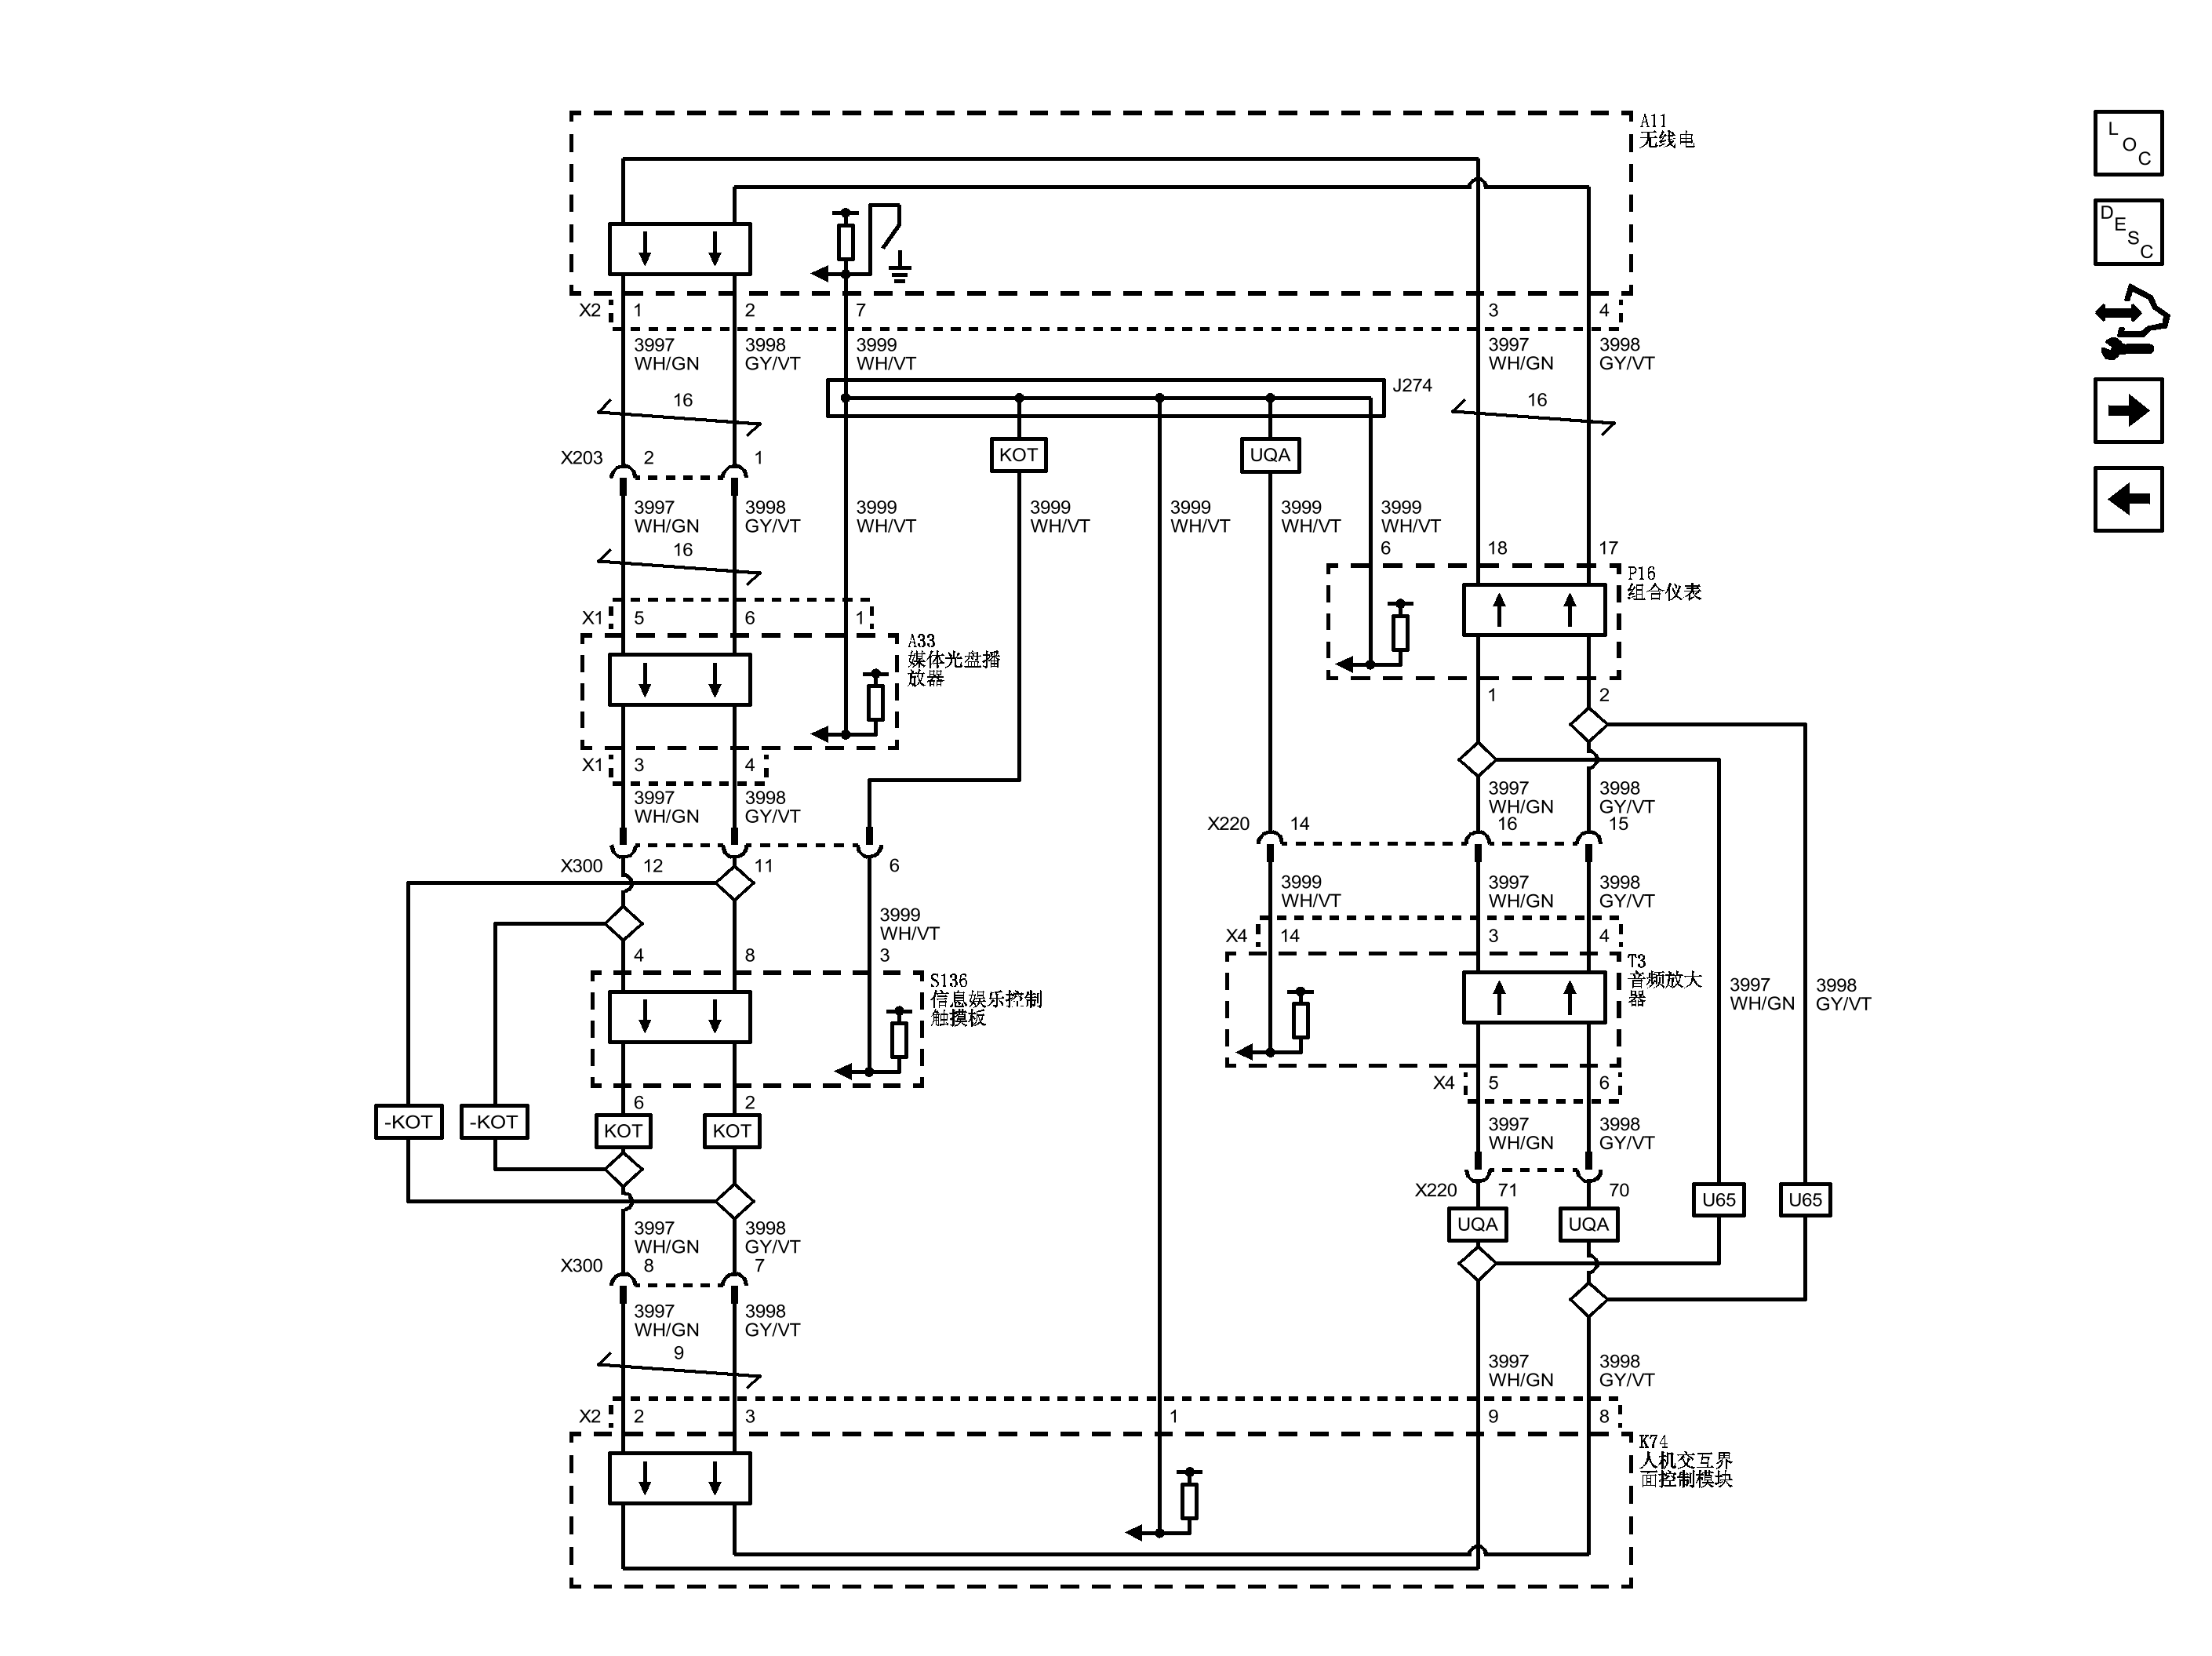 A11
无线电
L
O
C
D
E
S
C
X2
1
2
7
3
4
3997
WH/GN
3998
GY/VT
3999
WH/VT
3997
WH/GN
3998
GY/VT
J274
16
16
X203
2
1
KOT
UQA
3997
WH/GN
3998
GY/VT
3999
WH/VT
3999
WH/VT
3999
WH/VT
3999
WH/VT
3999
WH/VT
16
6
18
17
P16
组合仪表
X1
5
6
1
A33
媒体光盘播
放器
1
2
X1
3
4
3997
WH/GN
3998
GY/VT
3997
WH/GN
3998
GY/VT
X220
14
16
15
X300
12
11
6
3999
WH/VT
3997
WH/GN
3998
GY/VT
3999
WH/VT
X4
14
3
4
4
8
3
S136
信息娱乐控制
触摸板
T3
音频放大
器
3997
WH/GN
3998
GY/VT
X4
5
6
6
2
-KOT
-KOT
KOT
KOT
3997
WH/GN
3998
GY/VT
X220
71
70
U65
U65
UQA
UQA
3997
WH/GN
3998
GY/VT
X300
8
7
3997
WH/GN
3998
GY/VT
9
3997
WH/GN
3998
GY/VT
X2
2
3
1
9
8
K74
人机交互界
面控制模块